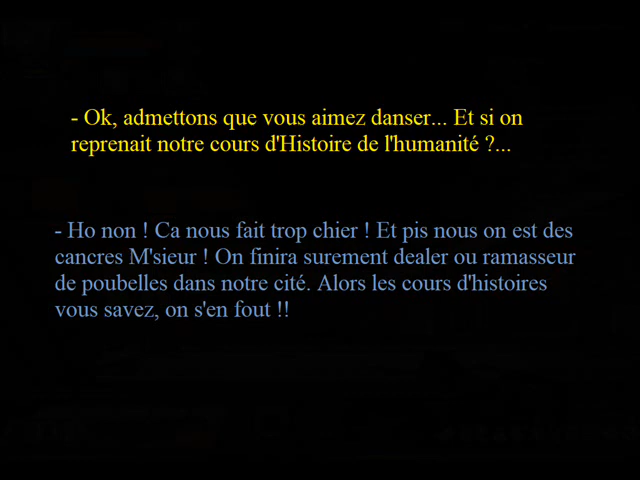 - Ok, admettons que vous aimez danser... Et si on
reprenait notre cours d'Histoire de l'humanité ?...
- Ho non ! Ca nous fait trop chier ! Et pis nous on est des
cancres M'sieur ! On finira surement dealer ou ramasseur
de poubelles dans notre cité. Alors les cours d'histoires
vous savez, on s'en fout !!